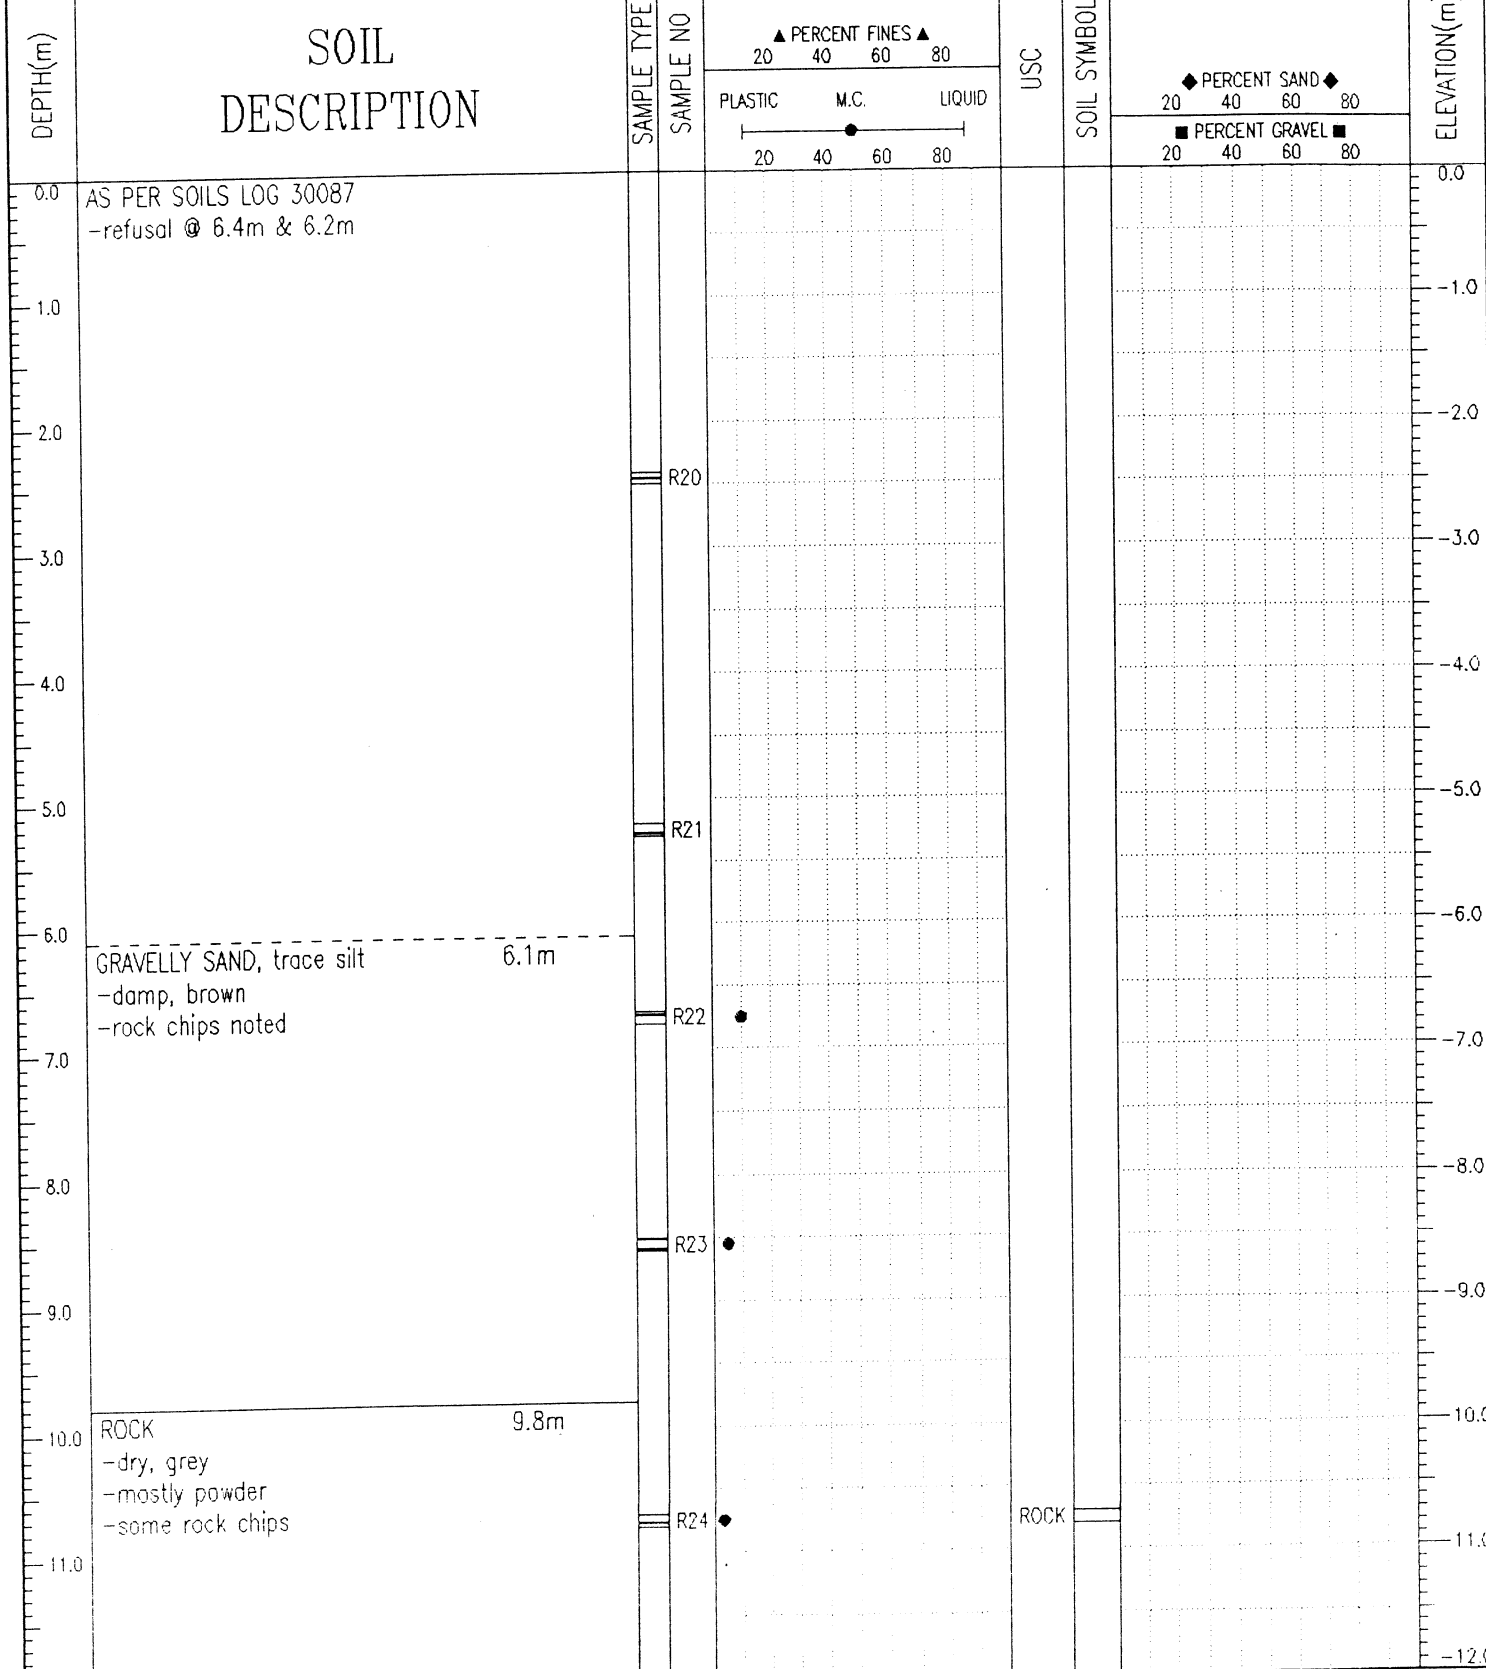 DEPTH(m)
SOIL
DESCRIPTION
SAMPLE TYPE
SAMPLE NO
▲ PERCENT FINES ▲
20 40 60 80
PLASTIC M.C. LIQUID
20 40 60 80
USC
SOIL SYMBOL
◆ PERCENT SAND ◆
20 40 60 80
■ PERCENT GRAVEL ■
20 40 60 80
ELEVATION(m)
0.0 AS PER SOILS LOG 30087 0.0
-refusal @ 6.4m & 6.2m
1.0 -1.0
2.0 -2.0
R20
3.0 -3.0
4.0 -4.0
5.0 -5.0
R21
6.0 -6.0
GRAVELLY SAND, trace silt 6.1m
-damp, brown
-rock chips noted R22
7.0 -7.0
8.0 -8.0
R23
9.0 -9.0
ROCK 9.8m
10.0 -10.0
-dry, grey
-mostly powder
-some rock chips R24 ROCK
11.0 -11.0
-12.0